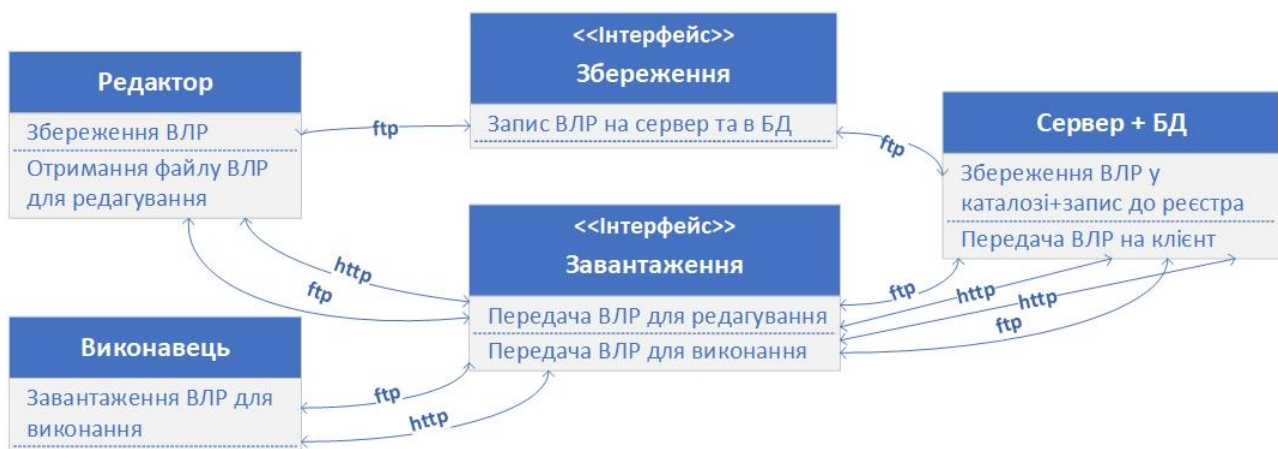 Редактор
Збереження ВЛР
Отримання файлу ВЛР
для редагування
<<Інтерфейс>>
Збереження
Запис ВЛР на сервер та в БД
Сервер + БД
Збереження ВЛР у
каталозі+запис до реєстра
Передача ВЛР на клієнт
<<Інтерфейс>>
Завантаження
Передача ВЛР для редагування
Передача ВЛР для виконання
Виконавець
Завантаження ВЛР для
виконання
ftp
ftp
http
ftp
ftp
http
http
ftp
ftp
http